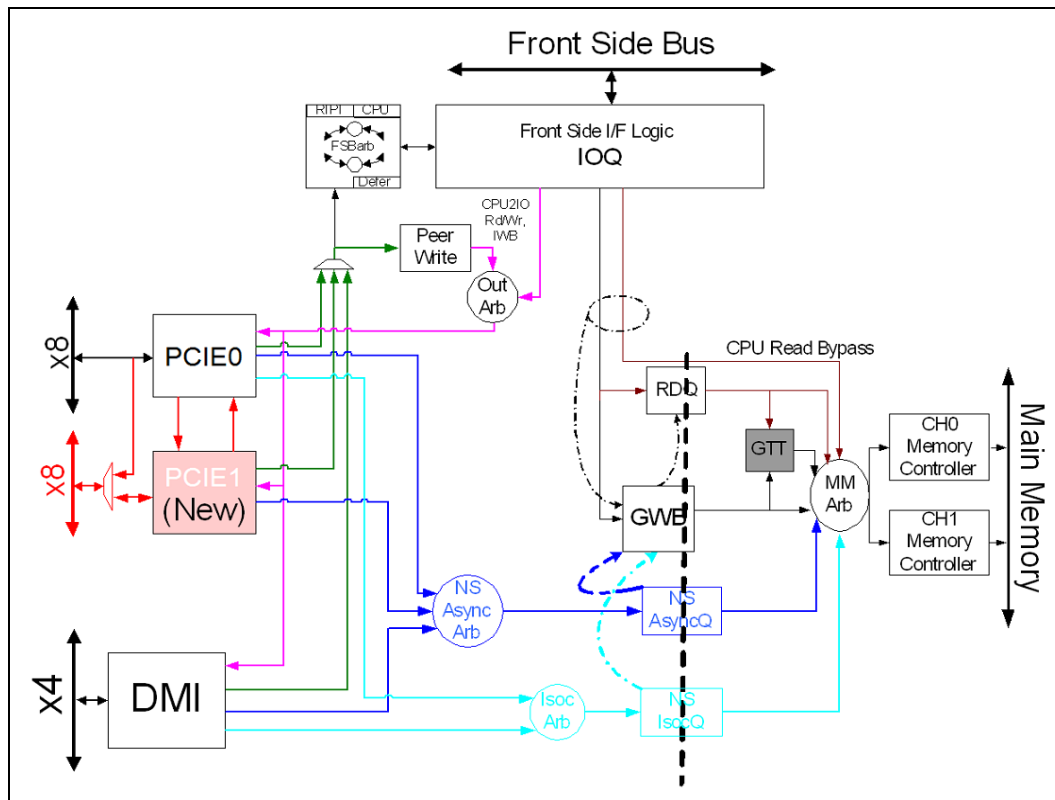 Front Side Bus
RIPI CPU
FSBarb
Defer
Front Side I/F Logic
IOQ
CPU2IO
Rd/Wr,
IWB
Peer
Write
Out
Arb
x8
PCIE0
CPU Read Bypass
RDQ
GTT
MM
Arb
CH0
Memory
Controller
CH1
Memory
Controller
Main Memory
x8
PCIE1
(New)
GWB
NS
Async
Arb
NS
AsyncQ
x4
DMI
Isoc
Arb
NS
IsocQ